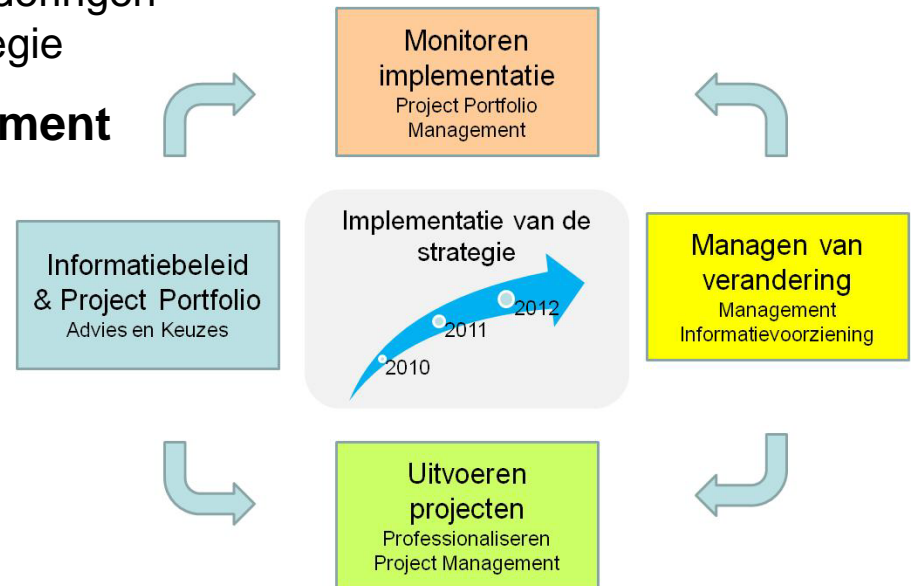 egie
ment
Monitoren
implementatie
Project Portfolio
Management
Informatiebeleid
& Project Portfolio
Advies en Keuzes
Implementatie van de
strategie
2010
2011
2012
Managen van
verandering
Management
Informatievoorziening
Uitvoeren
projecten
Professionaliseren
Project Management